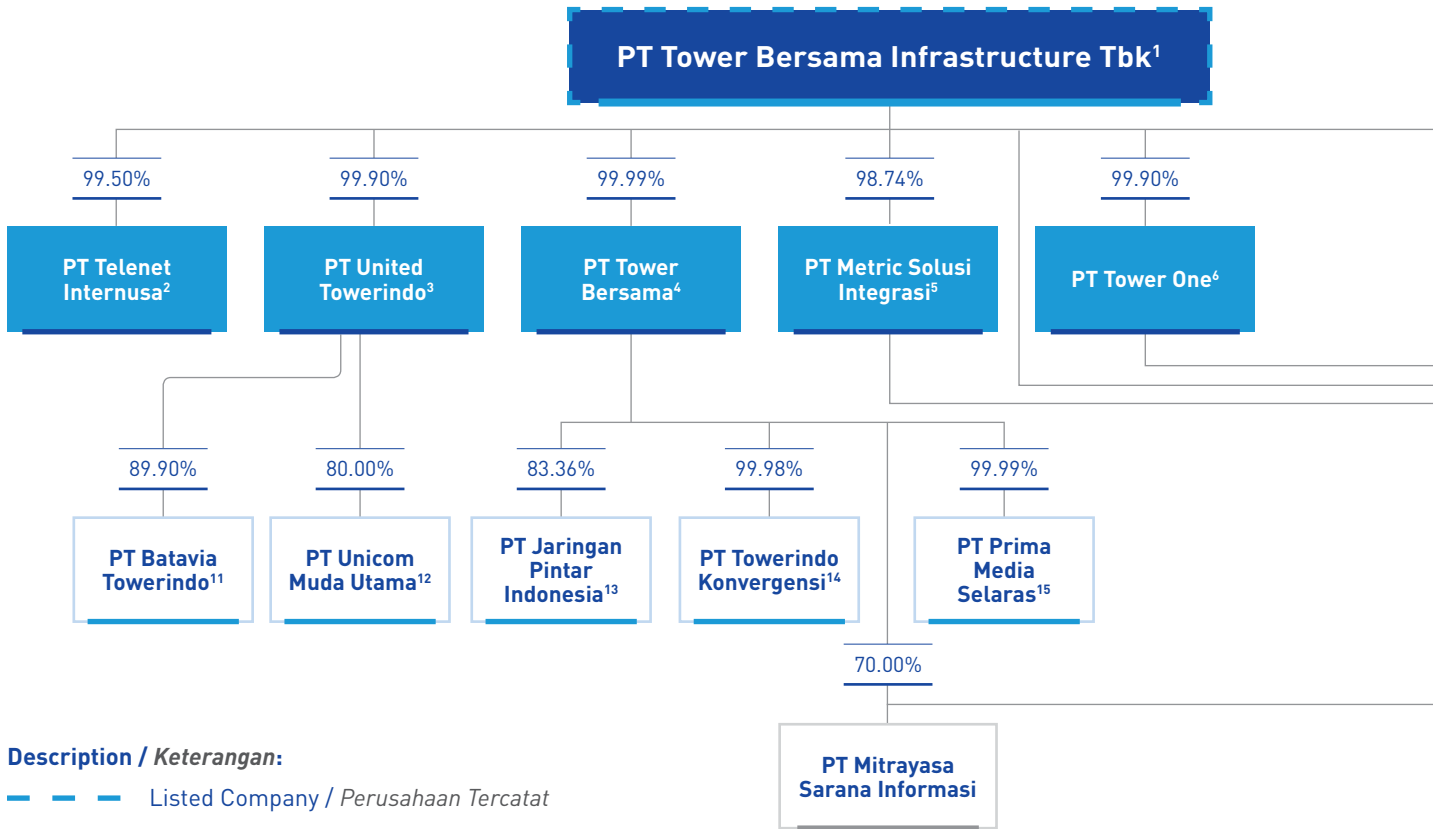 PT Tower Bersama Infrastructure Tbk¹
99.50%
99.90%
99.99%
98.74%
99.90%
PT Telenet
Internusa²
PT United
Towerindo³
PT Tower
Bersama⁴
PT Metric Solusi
Integrasi⁵
PT Tower One⁶
89.90%
80.00%
83.36%
99.98%
99.99%
PT Batavia
Towerindo¹¹
PT Unicom
Muda Utama¹²
PT Jaringan
Pintar
Indonesia¹³
PT Towerindo
Konvergensi¹⁴
PT Prima
Media
Selaras¹⁵
70.00%
PT Mitrayasa
Sarana Informasi
Description / Keterangan:
Listed Company / Perusahaan Tercatat